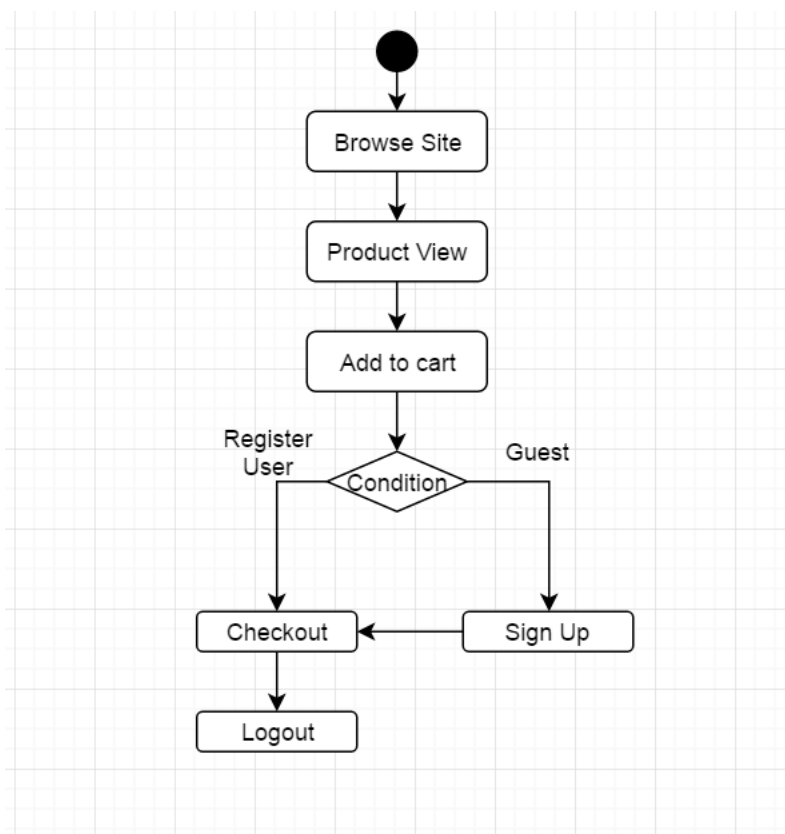 Browse Site
Product View
Add to cart
Register
User
Guest
Condition
Checkout
Sign Up
Logout